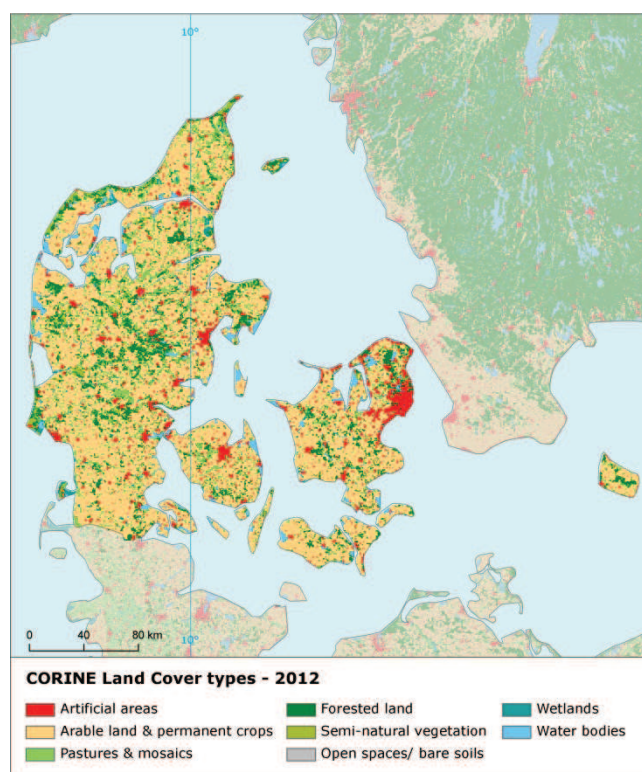 10°
10°
0 40 80 km
CORINE Land Cover types - 2012
Artificial areas
Forested land
Wetlands
Arable land & permanent crops
Semi-natural vegetation
Water bodies
Pastures & mosaics
Open spaces/ bare soils